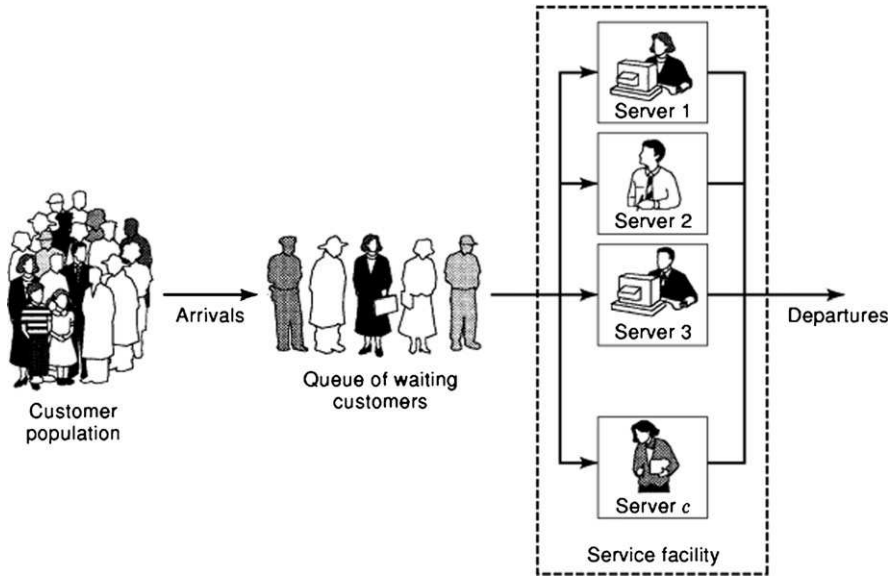 Customer
population
Arrivals
Queue of waiting
customers
Server 1
Server 2
Server 3
Server c
Service facility
Departures